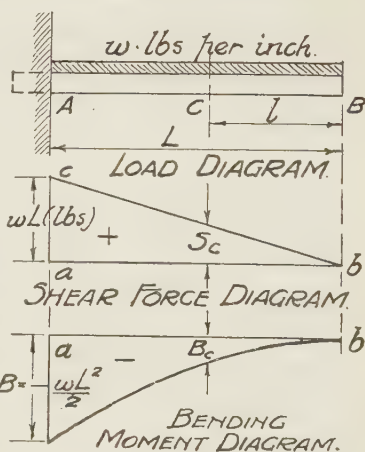 w·lbs per inch.
A C B
l
L
LOAD DIAGRAM.
c
wL(lbs)
+ Sc
a b
SHEAR FORCE DIAGRAM.
a − Bc b
B = wL²/2
BENDING
MOMENT DIAGRAM.